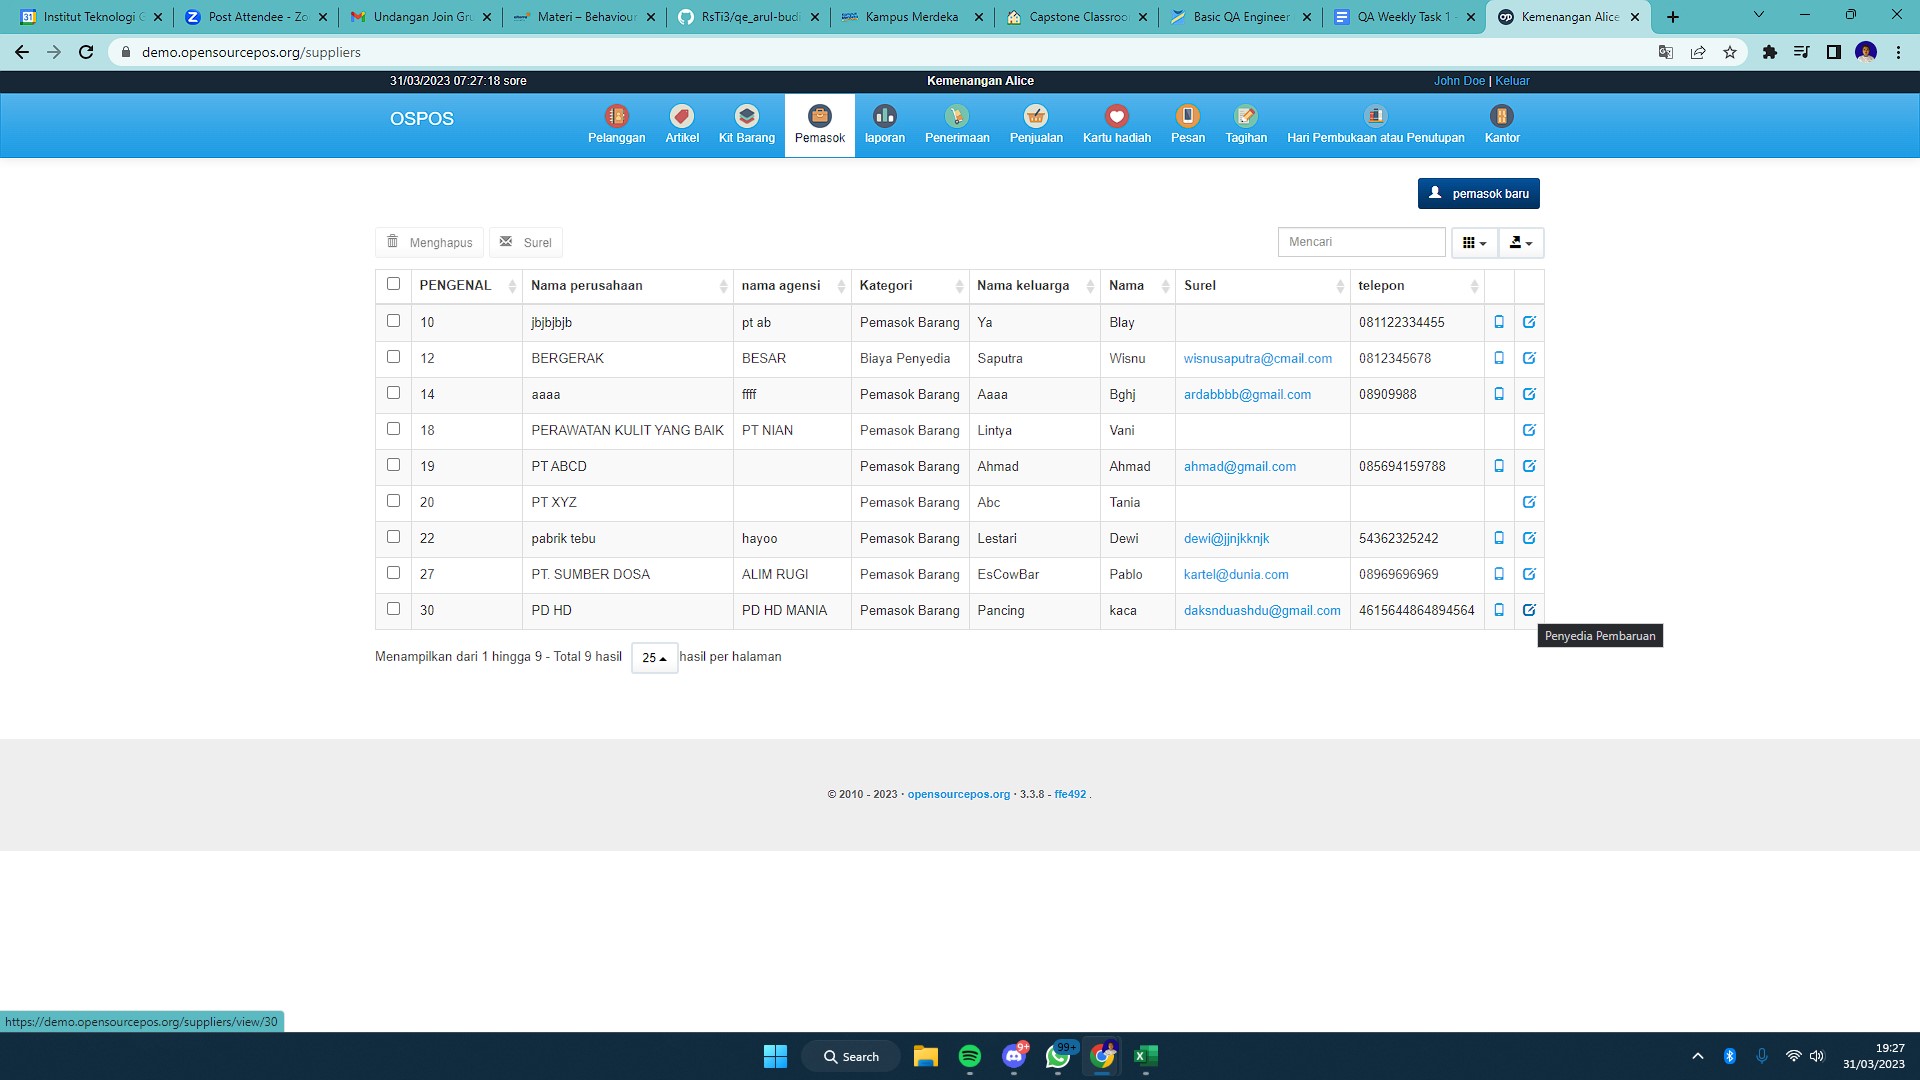 Institut Teknologi G
Post Attendee - Zo
Undangan Join Gru
Materi – Behaviour
RsTi3/qe_arul-budi
Kampus Merdeka
Capstone Classroo
Basic QA Engineer
QA Weekly Task 1 -
Kemenangan Alice
demo.opensourcepos.org/suppliers
31/03/2023 07:27:18 sore
Kemenangan Alice
John Doe | Keluar
OSPOS
Pelanggan
Artikel
Kit Barang
Pemasok
laporan
Penerimaan
Penjualan
Kartu hadiah
Pesan
Tagihan
Hari Pembukaan atau Penutupan
Kantor
pemasok baru
Menghapus
Surel
Mencari
PENGENAL Nama perusahaan nama agensi Kategori Nama keluarga Nama Surel telepon
10 jbjbjbjb pt ab Pemasok Barang Ya Blay 081122334455
12 BERGERAK BESAR Biaya Penyedia Saputra Wisnu wisnusaputra@cmail.com 0812345678
14 aaaa ffff Pemasok Barang Aaaa Bghj ardabbbb@gmail.com 08909988
18 PERAWATAN KULIT YANG BAIK PT NIAN Pemasok Barang Lintya Vani
19 PT ABCD Pemasok Barang Ahmad Ahmad ahmad@gmail.com 085694159788
20 PT XYZ Pemasok Barang Abc Tania
22 pabrik tebu hayoo Pemasok Barang Lestari Dewi dewi@jjnjkknjk 54362325242
27 PT. SUMBER DOSA ALIM RUGI Pemasok Barang EsCowBar Pablo kartel@dunia.com 08969696969
30 PD HD PD HD MANIA Pemasok Barang Pancing kaca daksnduashdu@gmail.com 4615644864894564
Penyedia Pembaruan
Menampilkan dari 1 hingga 9 - Total 9 hasil 25 hasil per halaman
© 2010 - 2023 · opensourcepos.org · 3.3.8 - ffe492 .
https://demo.opensourcepos.org/suppliers/view/30
Search
9+
99+
19:27
31/03/2023